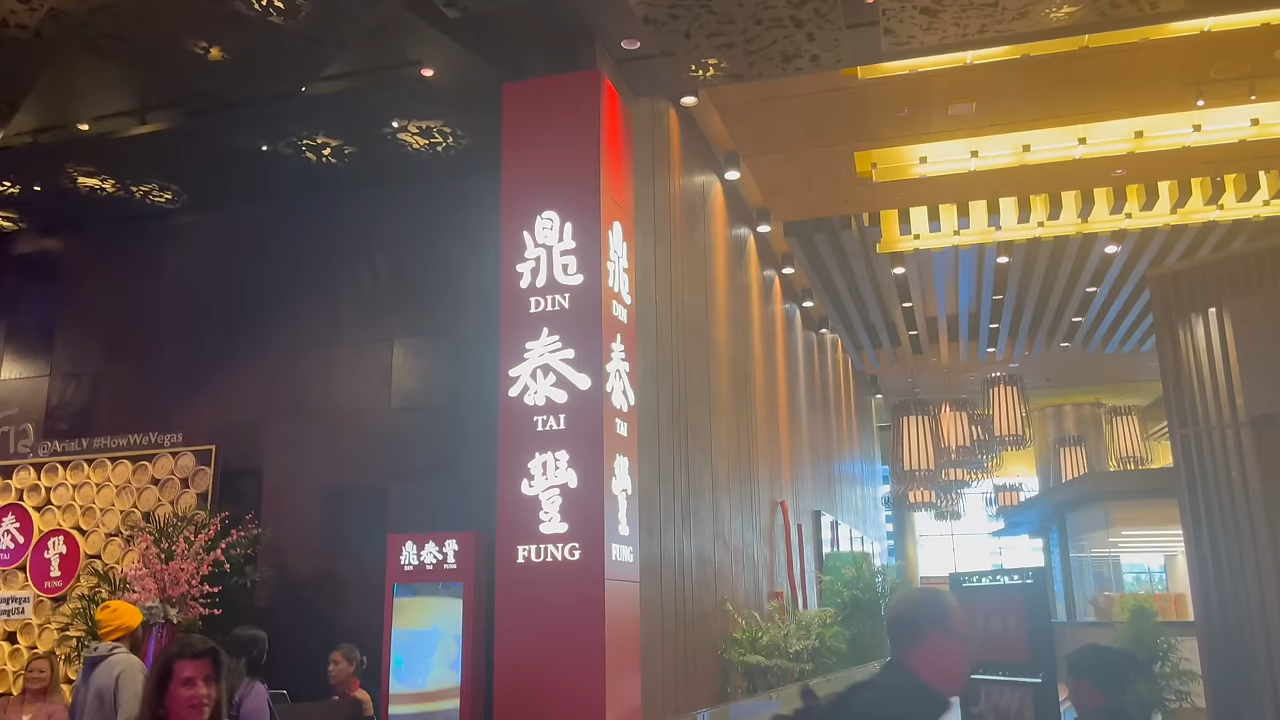 鼎
DIN
泰
TAI
豐
FUNG
鼎
DIN
泰
TAI
豐
FUNG
鼎泰豐
DIN TAI FUNG
@AriaLV #HowWeVegas
泰
TAI
豐
FUNG